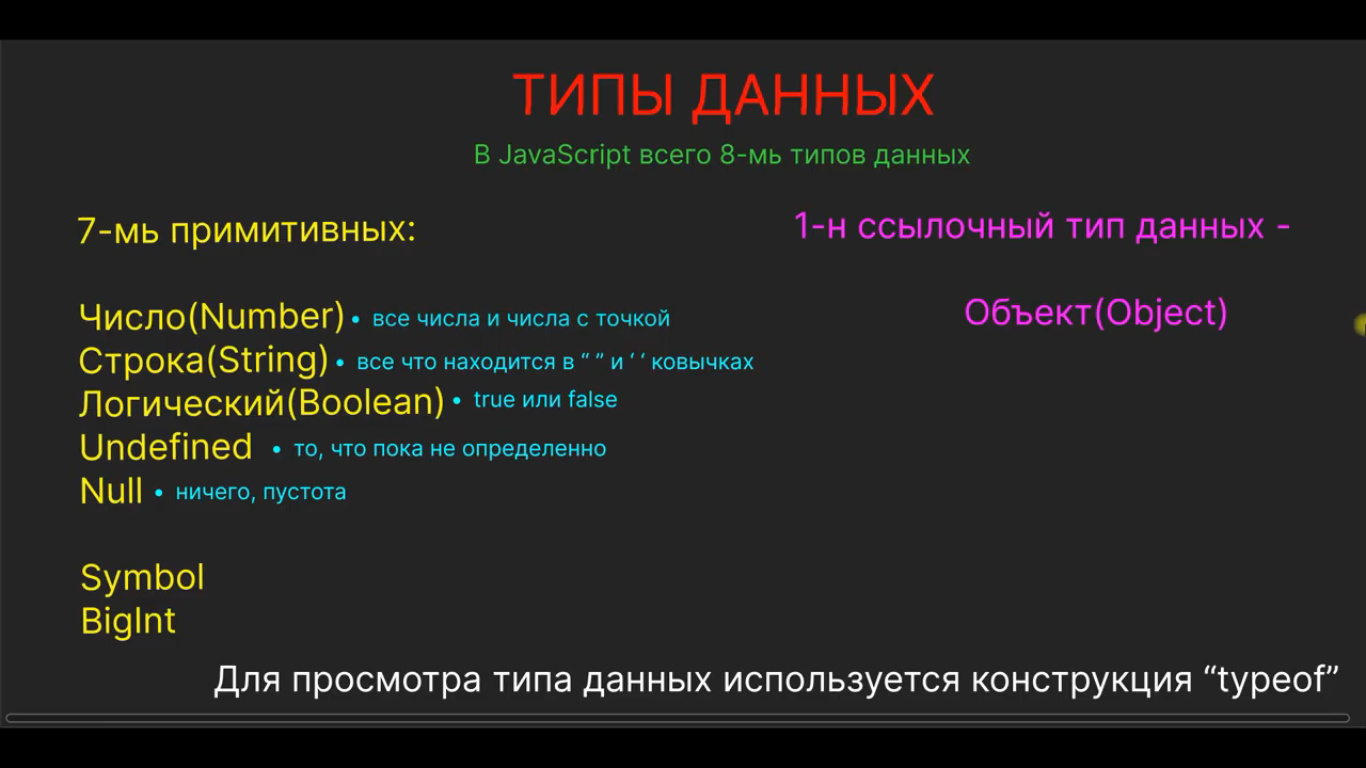 ТИПЫ ДАННЫХ
В JavaScript всего 8-мь типов данных
7-мь примитивных:
Число(Number) • все числа и числа с точкой
Строка(String) • все что находится в “ ” и ‘ ‘ ковычках
Логический(Boolean) • true или false
Undefined • то, что пока не определенно
Null • ничего, пустота
Symbol
BigInt
1-н ссылочный тип данных -
Объект(Object)
Для просмотра типа данных используется конструкция “typeof”